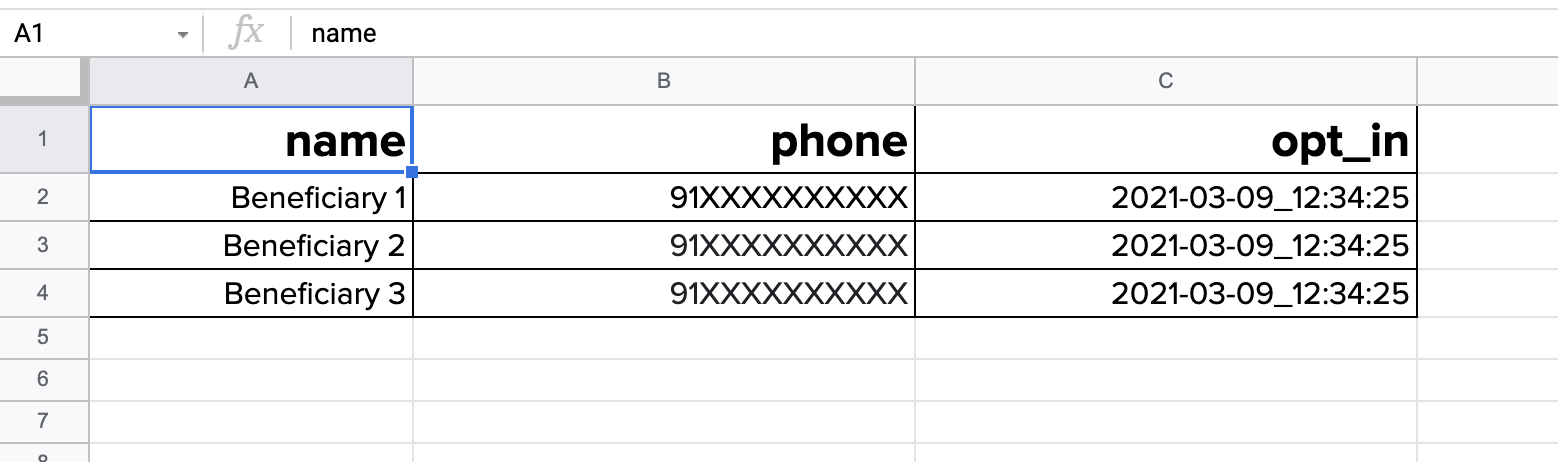 A1 fx name
A B C
1 name phone opt_in
2 Beneficiary 1 91XXXXXXXXXX 2021-03-09_12:34:25
3 Beneficiary 2 91XXXXXXXXXX 2021-03-09_12:34:25
4 Beneficiary 3 91XXXXXXXXXX 2021-03-09_12:34:25
5
6
7
8